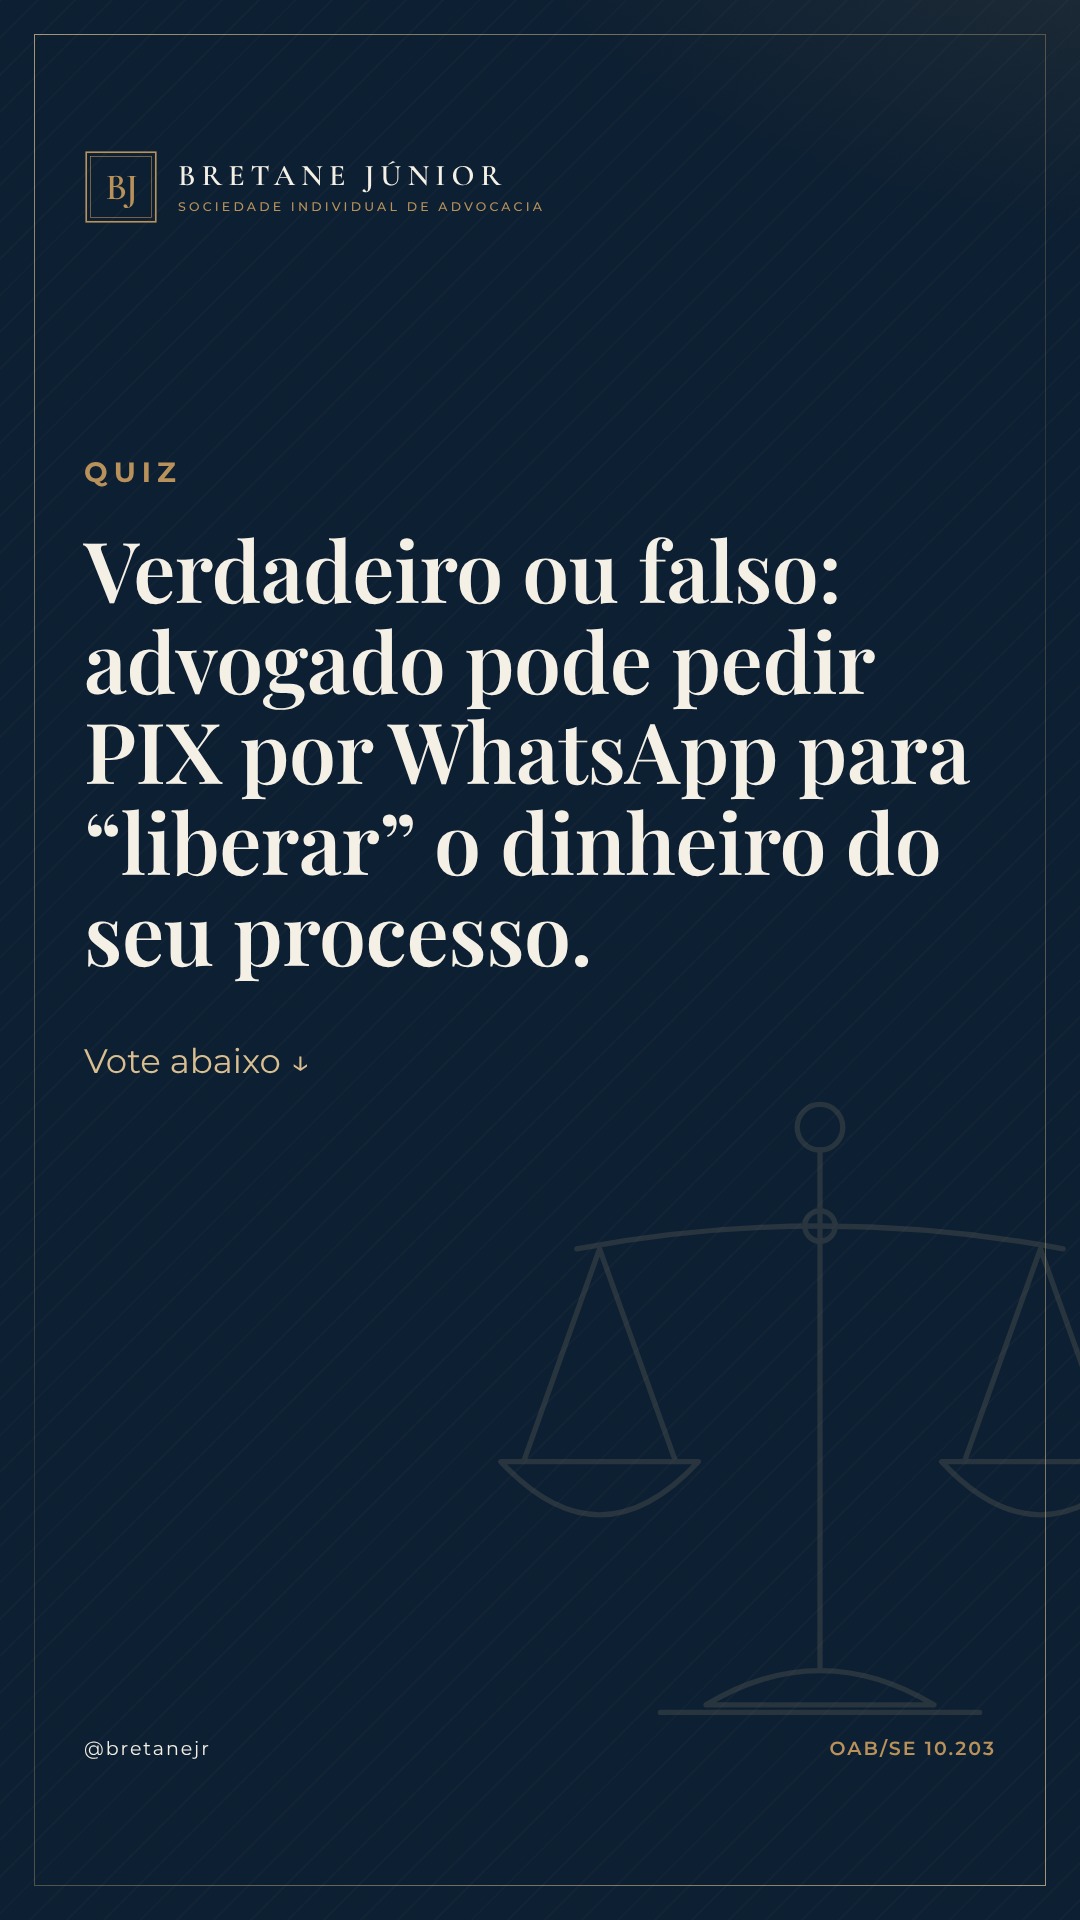 BJ
BRETANE JÚNIOR
SOCIEDADE INDIVIDUAL DE ADVOCACIA
QUIZ
Verdadeiro ou falso:
advogado pode pedir
PIX por WhatsApp para
“liberar” o dinheiro do
seu processo.
Vote abaixo ↓
@bretanejr
OAB/SE 10.203